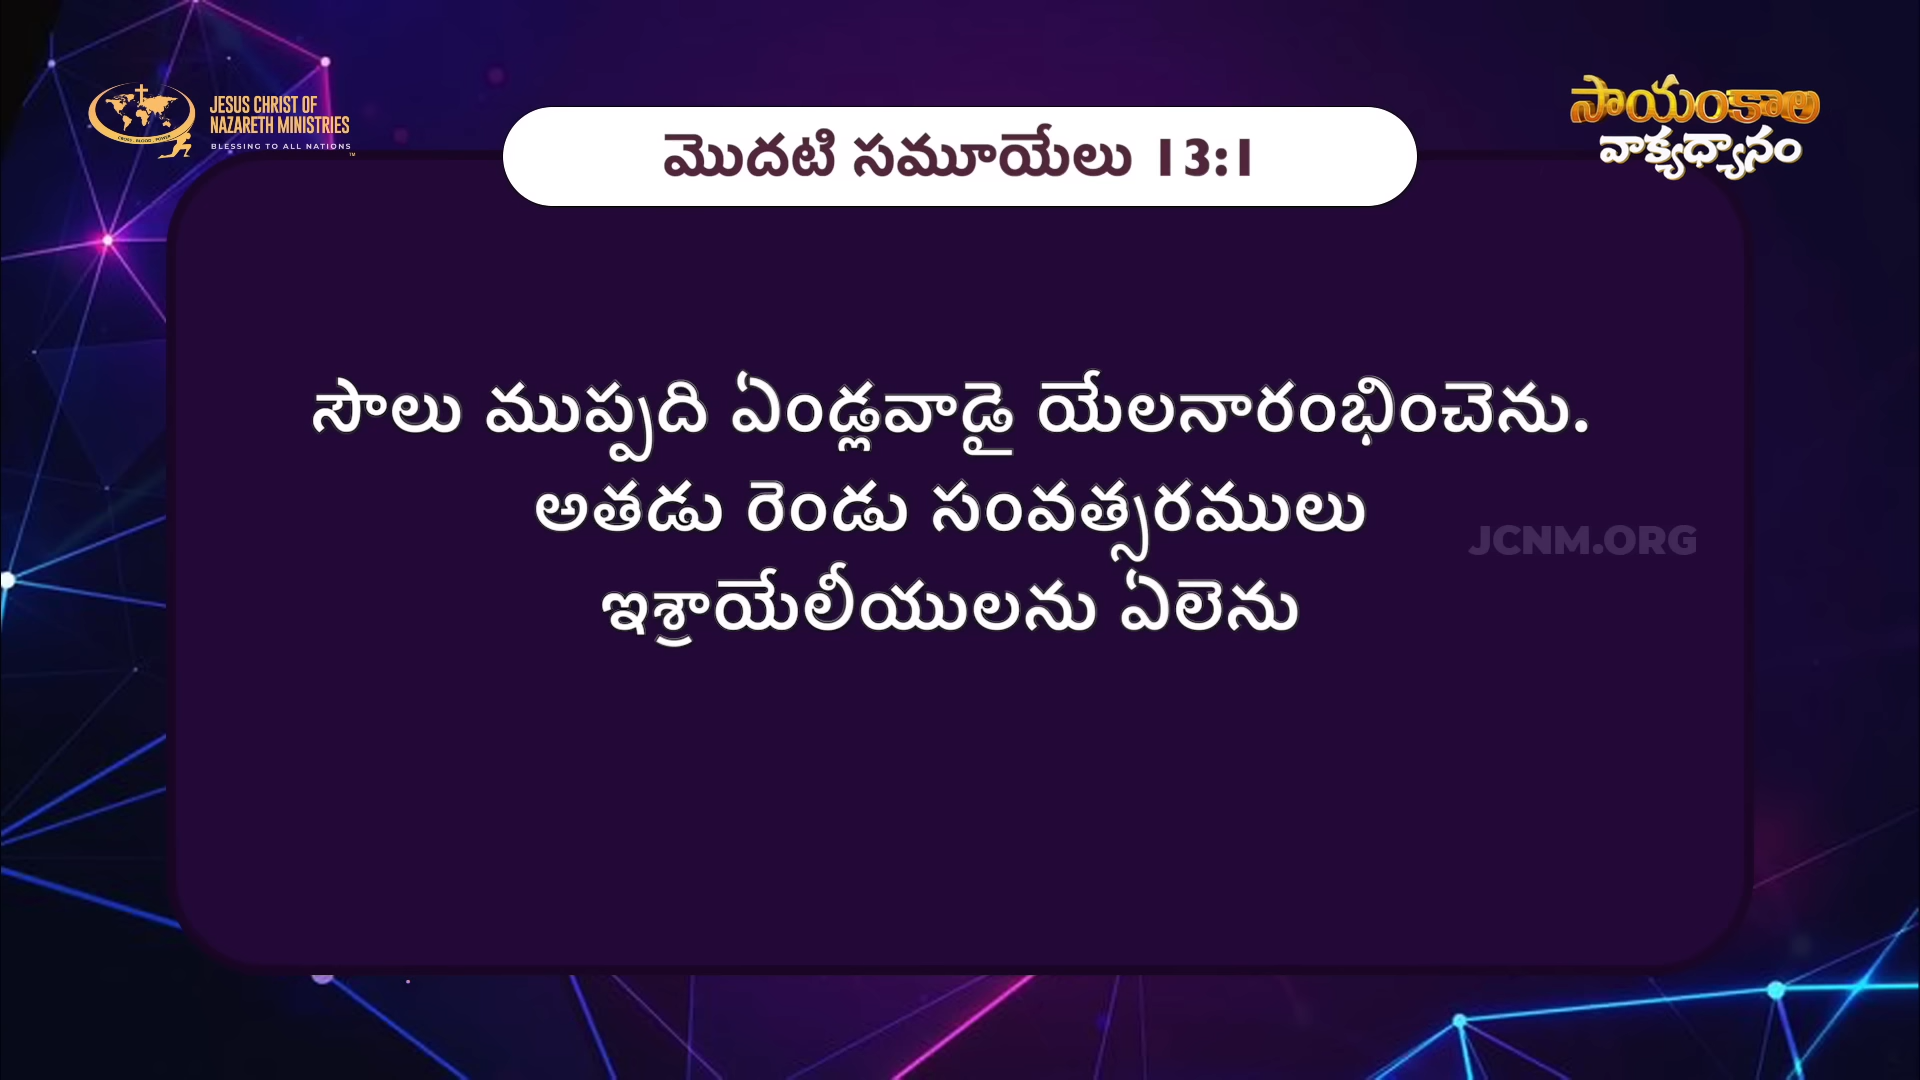 JESUS CHRIST OF
NAZARETH MINISTRIES
BLESSING TO ALL NATIONS
మొదటి సమూయేలు 13:1
సాయంకాల
వాక్యధ్యానం
సౌలు ముప్పది ఏండ్లవాడై యేలనారంభించెను.
అతడు రెండు సంవత్సరములు
ఇశ్రాయేలీయులను ఏలెను
JCNM.ORG